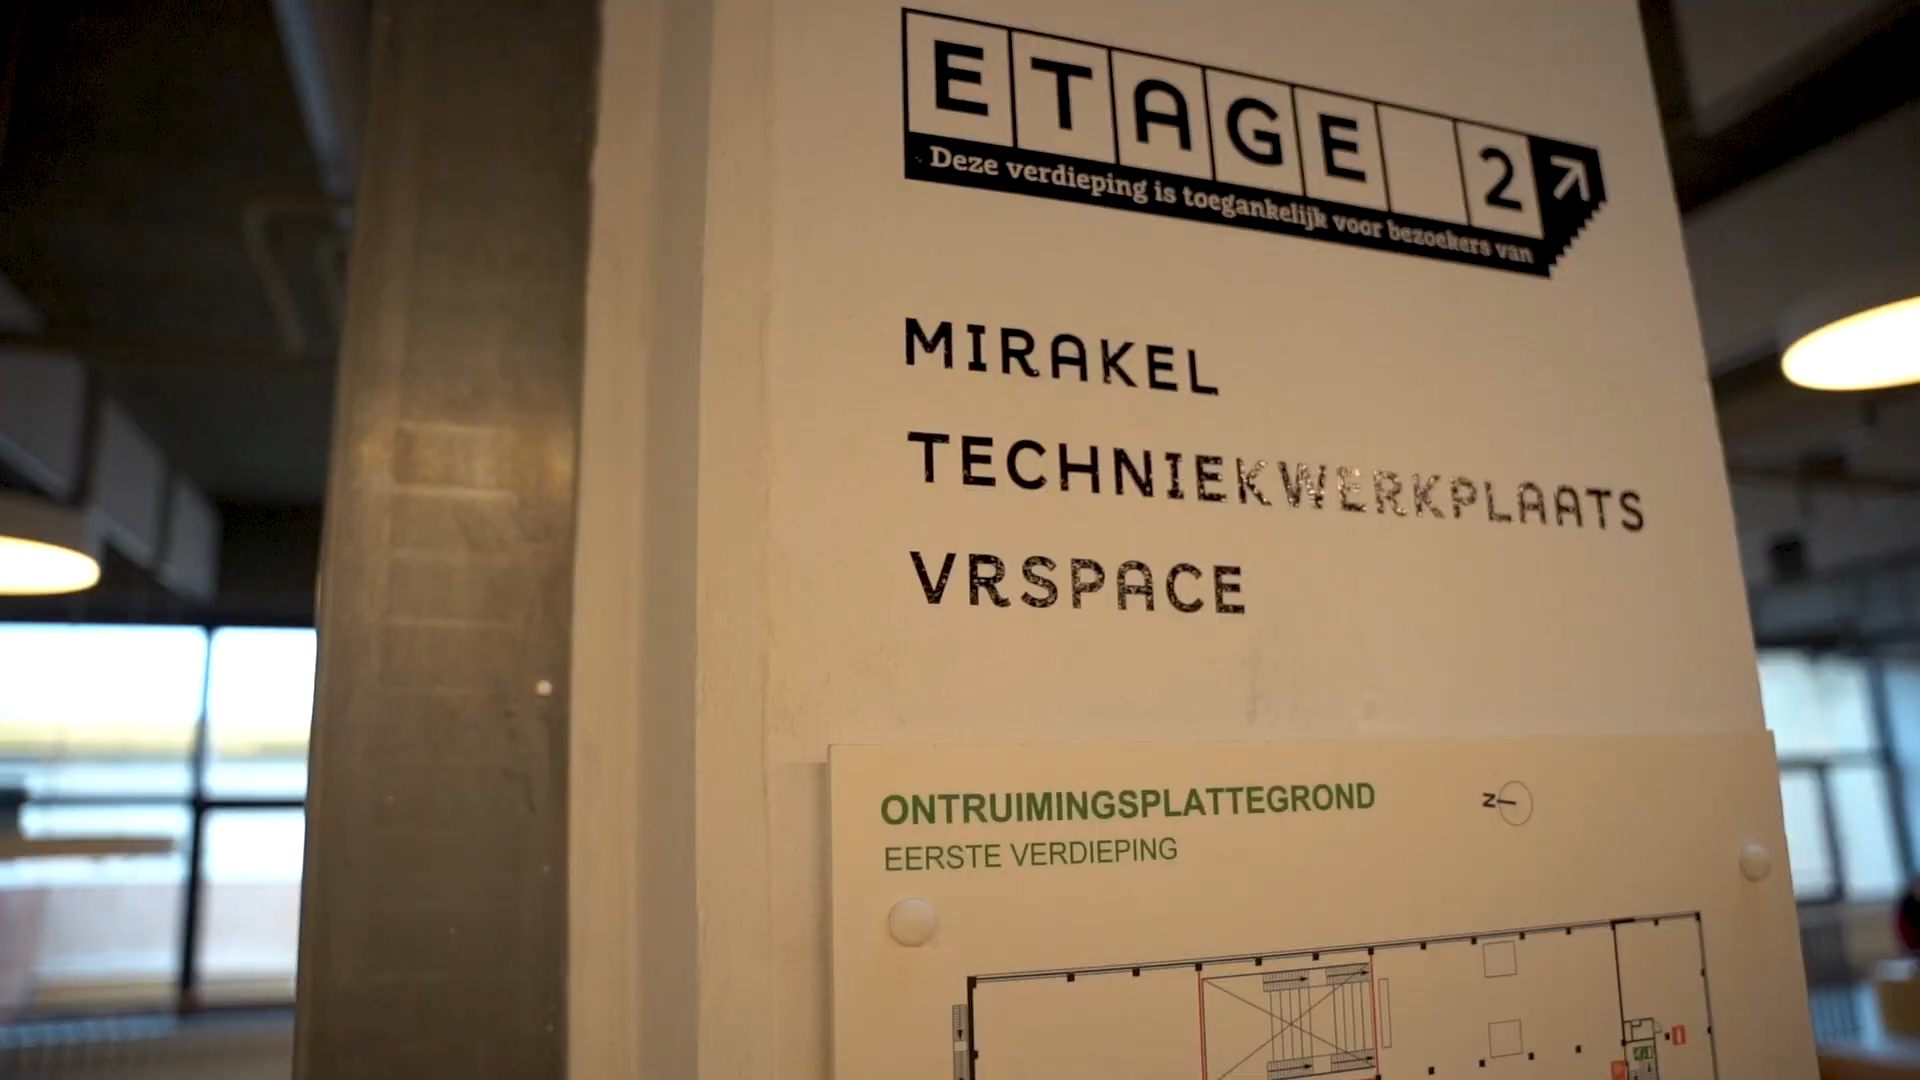 ETAGE 2
Deze verdieping is toegankelijk voor bezoekers van
MIRAKEL
TECHNIEKWERKPLAATS
VRSPACE
ONTRUIMINGSPLATTEGROND
EERSTE VERDIEPING
N